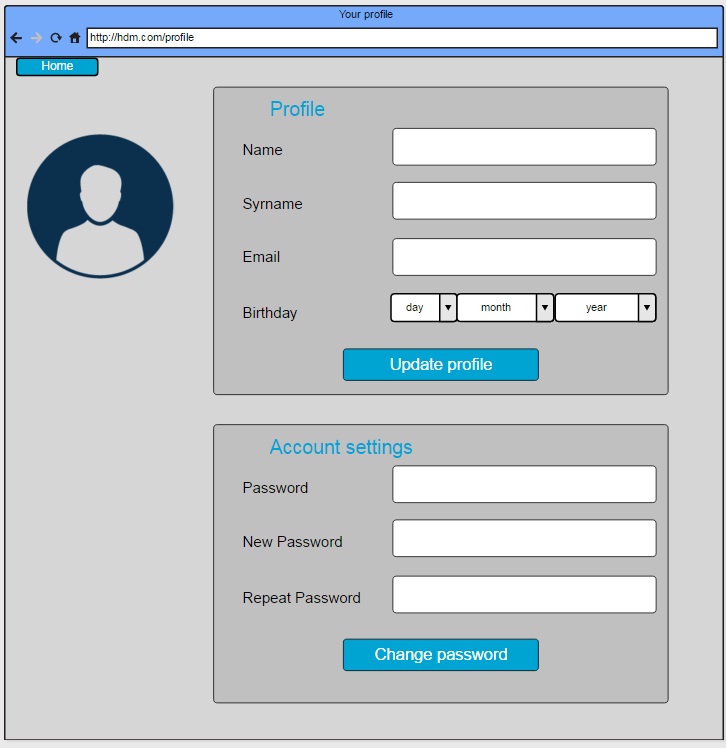 Your profile
http://hdm.com/profile
Home
Profile
Name
Syrname
Email
Birthday
day month year
Update profile
Account settings
Password
New Password
Repeat Password
Change password